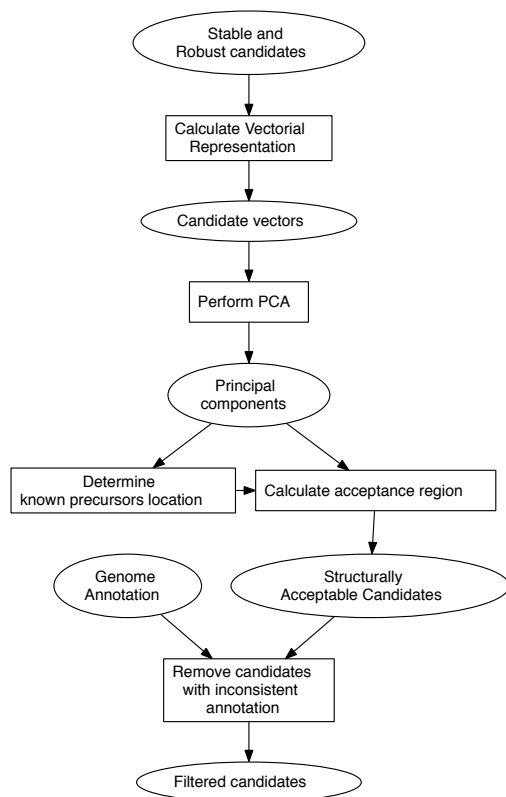 Stable and
Robust candidates
Calculate Vectorial
Representation
Candidate vectors
Perform PCA
Principal
components
Determine
known precursors location
Calculate acceptance region
Genome
Annotation
Structurally
Acceptable Candidates
Remove candidates
with inconsistent
annotation
Filtered candidates